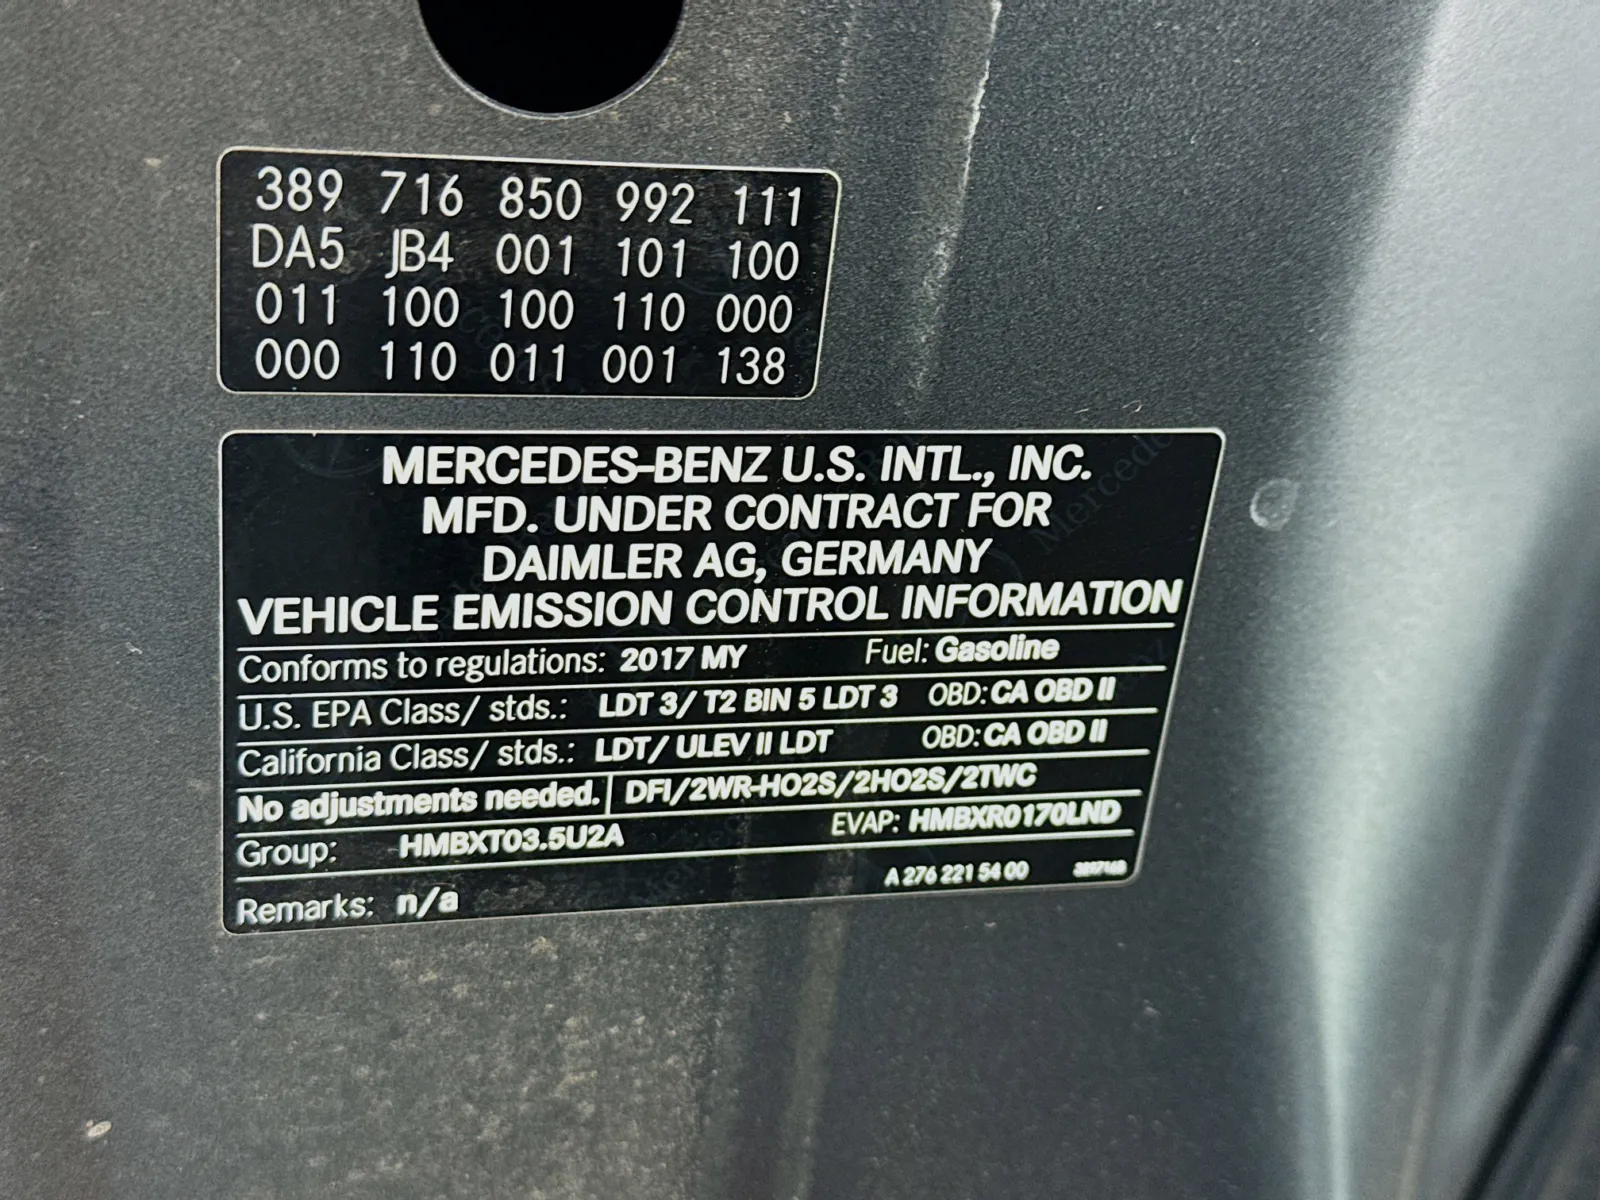 389 716 850 992 111
DA5 JB4 001 101 100
011 100 100 110 000
000 110 011 001 138
MERCEDES-BENZ U.S. INTL., INC.
MFD. UNDER CONTRACT FOR
DAIMLER AG, GERMANY
VEHICLE EMISSION CONTROL INFORMATION
Conforms to regulations: 2017 MY Fuel: Gasoline
U.S. EPA Class/ stds.: LDT 3/ T2 BIN 5 LDT 3 OBD: CA OBD II
California Class/ stds.: LDT/ ULEV II LDT OBD: CA OBD II
No adjustments needed. DFI/2WR-HO2S/2HO2S/2TWC
Group: HMBXT03.5U2A EVAP: HMBXR0170LND
Remarks: n/a A 276 221 54 00